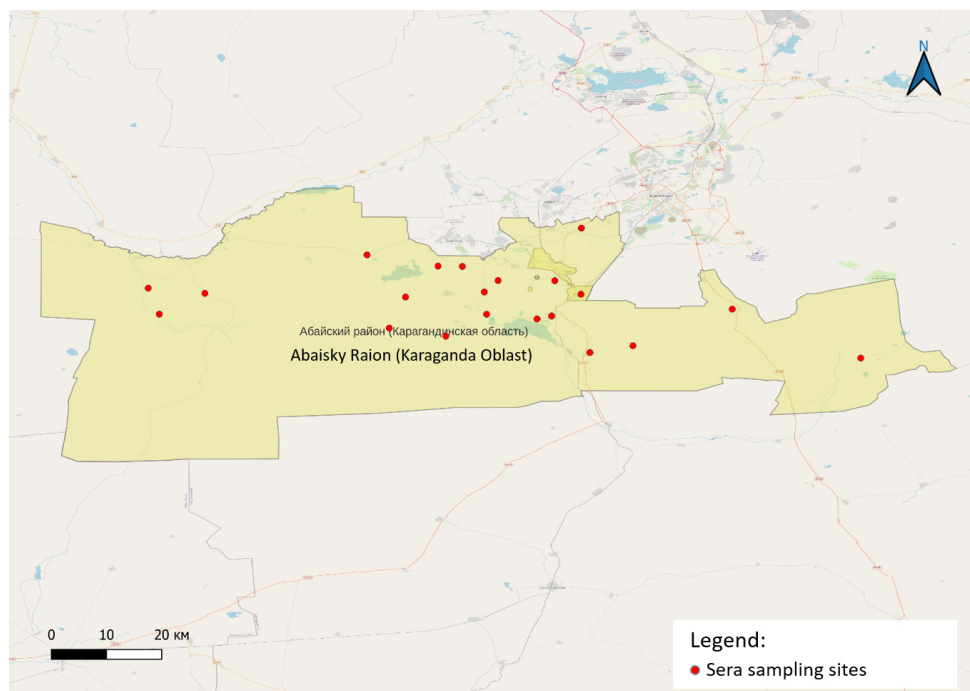 N
Абайский район (Карагандинская область)
Abaisky Raion (Karaganda Oblast)
0 10 20 км
Legend:
Sera sampling sites